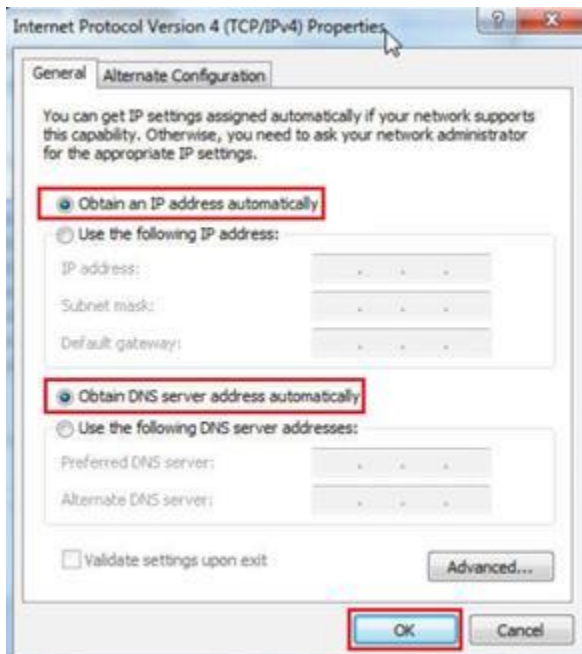 Internet Protocol Version 4 (TCP/IPv4) Properties
General
Alternate Configuration
You can get IP settings assigned automatically if your network supports
this capability. Otherwise, you need to ask your network administrator
for the appropriate IP settings.
Obtain an IP address automatically
Use the following IP address:
IP address:
Subnet mask:
Default gateway:
Obtain DNS server address automatically
Use the following DNS server addresses:
Preferred DNS server:
Alternate DNS server:
Validate settings upon exit
Advanced...
OK
Cancel